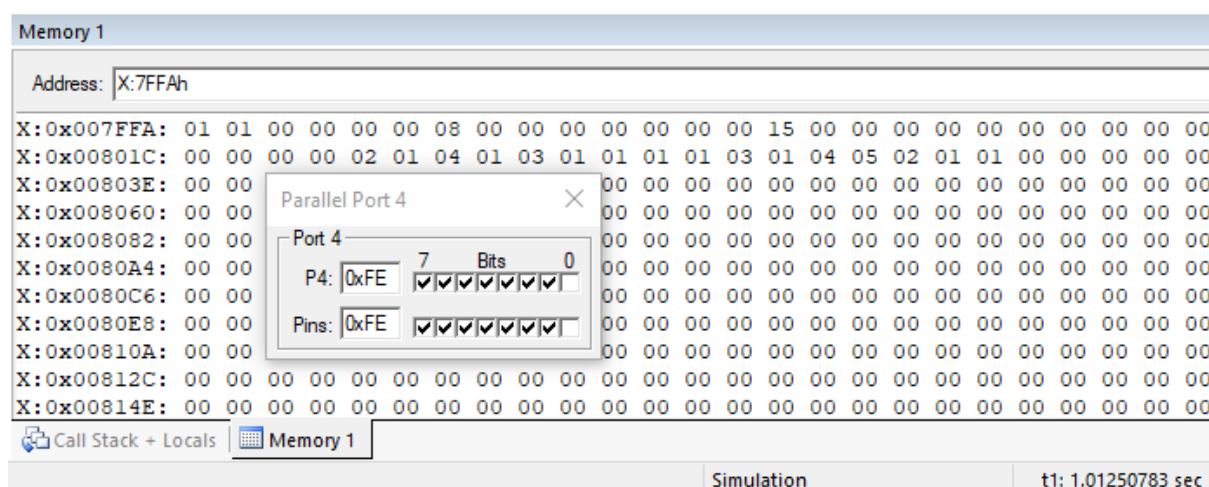 Memory 1
Address: X:7FFAh
X:0x007FFA: 01 01 00 00 00 00 08 00 00 00 00 00 00 00 15 00 00 00 00 00 00 00 00 00 00
X:0x00801C: 00 00 00 00 02 01 04 01 03 01 01 01 01 03 01 04 05 02 01 01 00 00 00 00 00
X:0x00803E: 00 00 00 00 00 00 00 00 00 00 00 00 00 00 00 00 00
X:0x008060: 00 00 00 00 00 00 00 00 00 00 00 00 00 00 00 00 00
X:0x008082: 00 00 00 00 00 00 00 00 00 00 00 00 00 00 00 00 00
X:0x0080A4: 00 00 00 00 00 00 00 00 00 00 00 00 00 00 00 00 00
X:0x0080C6: 00 00 00 00 00 00 00 00 00 00 00 00 00 00 00 00 00
X:0x0080E8: 00 00 00 00 00 00 00 00 00 00 00 00 00 00 00 00 00
X:0x00810A: 00 00 00 00 00 00 00 00 00 00 00 00 00 00 00 00 00
X:0x00812C: 00 00 00 00 00 00 00 00 00 00 00 00 00 00 00 00 00 00 00 00 00 00 00 00 00
X:0x00814E: 00 00 00 00 00 00 00 00 00 00 00 00 00 00 00 00 00 00 00 00 00 00 00 00 00
Parallel Port 4
Port 4
7 Bits 0
P4: 0xFE
Pins: 0xFE
Call Stack + Locals Memory 1
Simulation t1: 1.01250783 sec